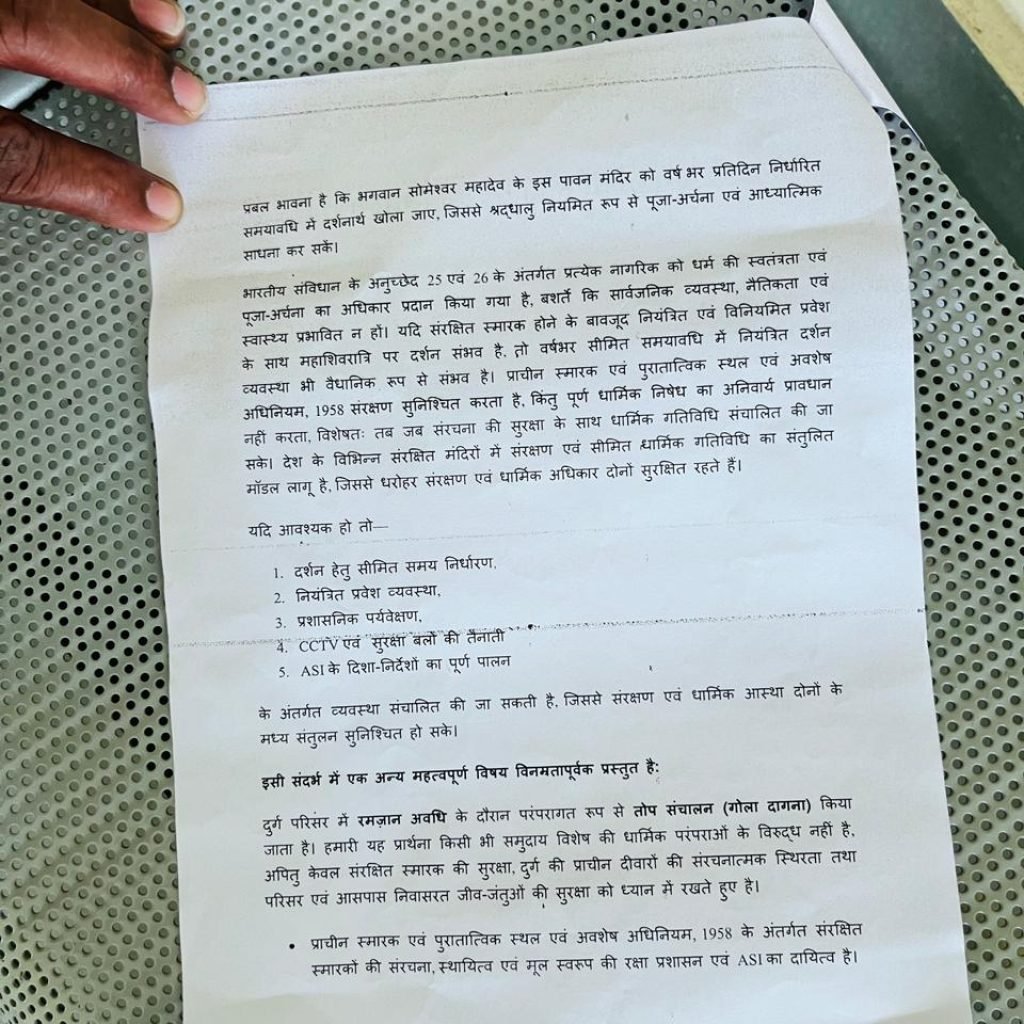 प्रबल भावना है कि भगवान सोमेश्वर महादेव के इस पावन मंदिर को वर्ष भर प्रतिदिन निर्धारित
समयावधि में दर्शनार्थ खोला जाए, जिससे श्रद्धालु नियमित रूप से पूजा-अर्चना एवं आध्यात्मिक
साधना कर सकें।
भारतीय संविधान के अनुच्छेद 25 एवं 26 के अंतर्गत प्रत्येक नागरिक को धर्म की स्वतंत्रता एवं
पूजा-अर्चना का अधिकार प्रदान किया गया है, बशर्ते कि सार्वजनिक व्यवस्था, नैतिकता एवं
स्वास्थ्य प्रभावित न हों। यदि संरक्षित स्मारक होने के बावजूद नियंत्रित एवं विनियमित प्रवेश
के साथ महाशिवरात्रि पर दर्शन संभव है, तो वर्षभर सीमित समयावधि में नियंत्रित दर्शन
व्यवस्था भी वैधानिक रूप से संभव है। प्राचीन स्मारक एवं पुरातात्विक स्थल एवं अवशेष
अधिनियम, 1958 संरक्षण सुनिश्चित करता है, किंतु पूर्ण धार्मिक निषेध का अनिवार्य प्रावधान
नहीं करता, विशेषतः तब जब संरचना की सुरक्षा के साथ धार्मिक गतिविधि संचालित की जा
सके। देश के विभिन्न संरक्षित मंदिरों में संरक्षण एवं सीमित धार्मिक गतिविधि का संतुलित
मॉडल लागू है, जिससे धरोहर संरक्षण एवं धार्मिक अधिकार दोनों सुरक्षित रहते हैं।
यदि आवश्यक हो तो—
1. दर्शन हेतु सीमित समय निर्धारण,
2. नियंत्रित प्रवेश व्यवस्था,
3. प्रशासनिक पर्यवेक्षण,
4. CCTV एवं सुरक्षा बलों की तैनाती
5. ASI के दिशा-निर्देशों का पूर्ण पालन
के अंतर्गत व्यवस्था संचालित की जा सकती है, जिससे संरक्षण एवं धार्मिक आस्था दोनों के
मध्य संतुलन सुनिश्चित हो सके।
इसी संदर्भ में एक अन्य महत्वपूर्ण विषय विनम्रतापूर्वक प्रस्तुत है:
दुर्ग परिसर में रमज़ान अवधि के दौरान परंपरागत रूप से तोप संचालन (गोला दागना) किया
जाता है। हमारी यह प्रार्थना किसी भी समुदाय विशेष की धार्मिक परंपराओं के विरुद्ध नहीं है,
अपितु केवल संरक्षित स्मारक की सुरक्षा, दुर्ग की प्राचीन दीवारों की संरचनात्मक स्थिरता तथा
परिसर एवं आसपास निवासरत जीव-जंतुओं की सुरक्षा को ध्यान में रखते हुए है।
• प्राचीन स्मारक एवं पुरातात्विक स्थल एवं अवशेष अधिनियम, 1958 के अंतर्गत संरक्षित
स्मारकों की संरचना, स्थायित्व एवं मूल स्वरूप की रक्षा प्रशासन एवं ASI का दायित्व है।